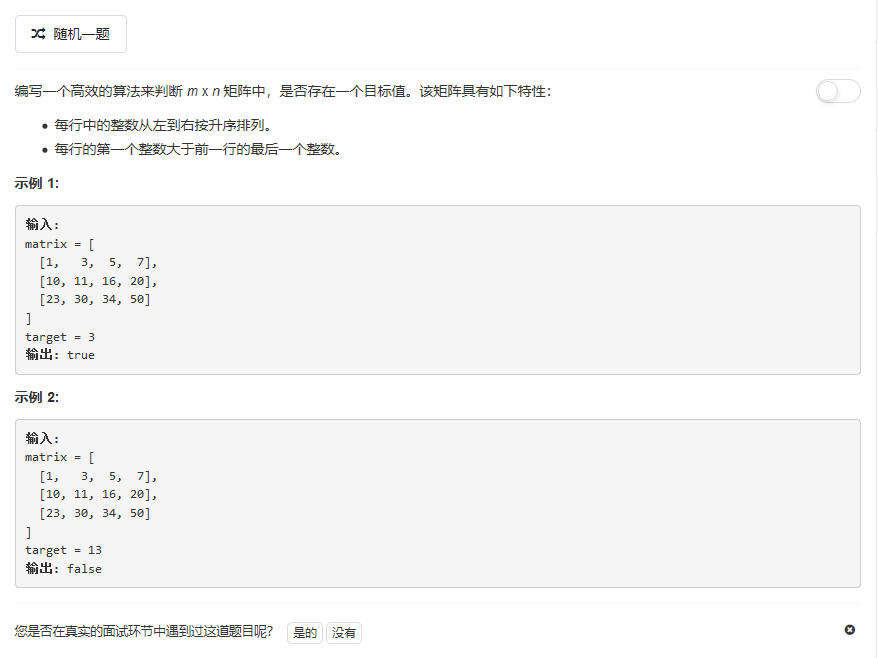 随机一题
编写一个高效的算法来判断 m x n 矩阵中，是否存在一个目标值。该矩阵具有如下特性：
• 每行中的整数从左到右按升序排列。
• 每行的第一个整数大于前一行的最后一个整数。
示例 1:
输入:
matrix = [
  [1,   3,  5,  7],
  [10, 11, 16, 20],
  [23, 30, 34, 50]
]
target = 3
输出: true
示例 2:
输入:
matrix = [
  [1,   3,  5,  7],
  [10, 11, 16, 20],
  [23, 30, 34, 50]
]
target = 13
输出: false
您是否在真实的面试环节中遇到过这道题目呢？ 是的 没有